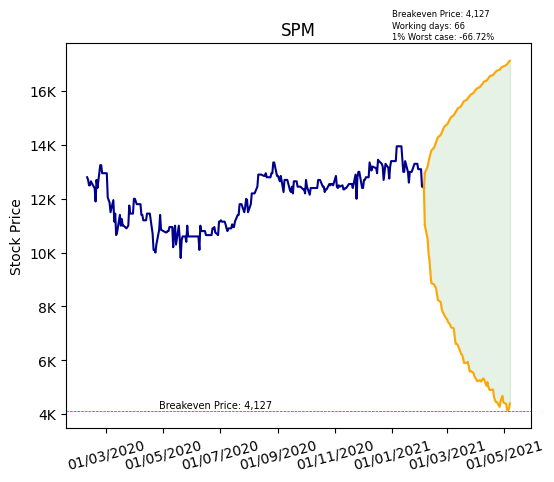 Breakeven Price: 4,127
Working days: 66
1% Worst case: -66.72%
SPM
Stock Price
16K
14K
12K
10K
8K
6K
4K
Breakeven Price: 4,127
01/03/2020 01/05/2020 01/07/2020 01/09/2020 01/11/2020 01/01/2021 01/03/2021 01/05/2021